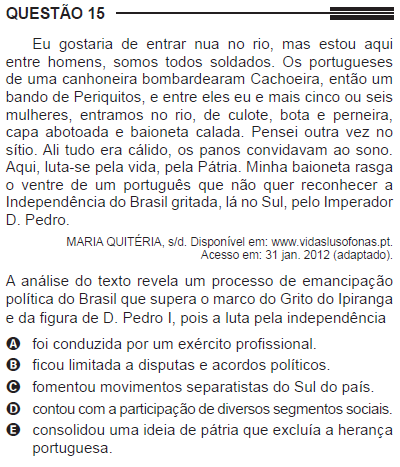 QUESTÃO 15
Eu gostaria de entrar nua no rio, mas estou aqui
entre homens, somos todos soldados. Os portugueses
de uma canhoneira bombardearam Cachoeira, então um
bando de Periquitos, e entre eles eu e mais cinco ou seis
mulheres, entramos no rio, de culote, bota e perneira,
capa abotoada e baioneta calada. Pensei outra vez no
sítio. Ali tudo era cálido, os panos convidavam ao sono.
Aqui, luta-se pela vida, pela Pátria. Minha baioneta rasga
o ventre de um português que não quer reconhecer a
Independência do Brasil gritada, lá no Sul, pelo Imperador
D. Pedro.
MARIA QUITÉRIA, s/d. Disponível em: www.vidaslusofonas.pt.
Acesso em: 31 jan. 2012 (adaptado).
A análise do texto revela um processo de emancipação
política do Brasil que supera o marco do Grito do Ipiranga
e da figura de D. Pedro I, pois a luta pela independência
A foi conduzida por um exército profissional.
B ficou limitada a disputas e acordos políticos.
C fomentou movimentos separatistas do Sul do país.
D contou com a participação de diversos segmentos sociais.
E consolidou uma ideia de pátria que excluía a herança
portuguesa.